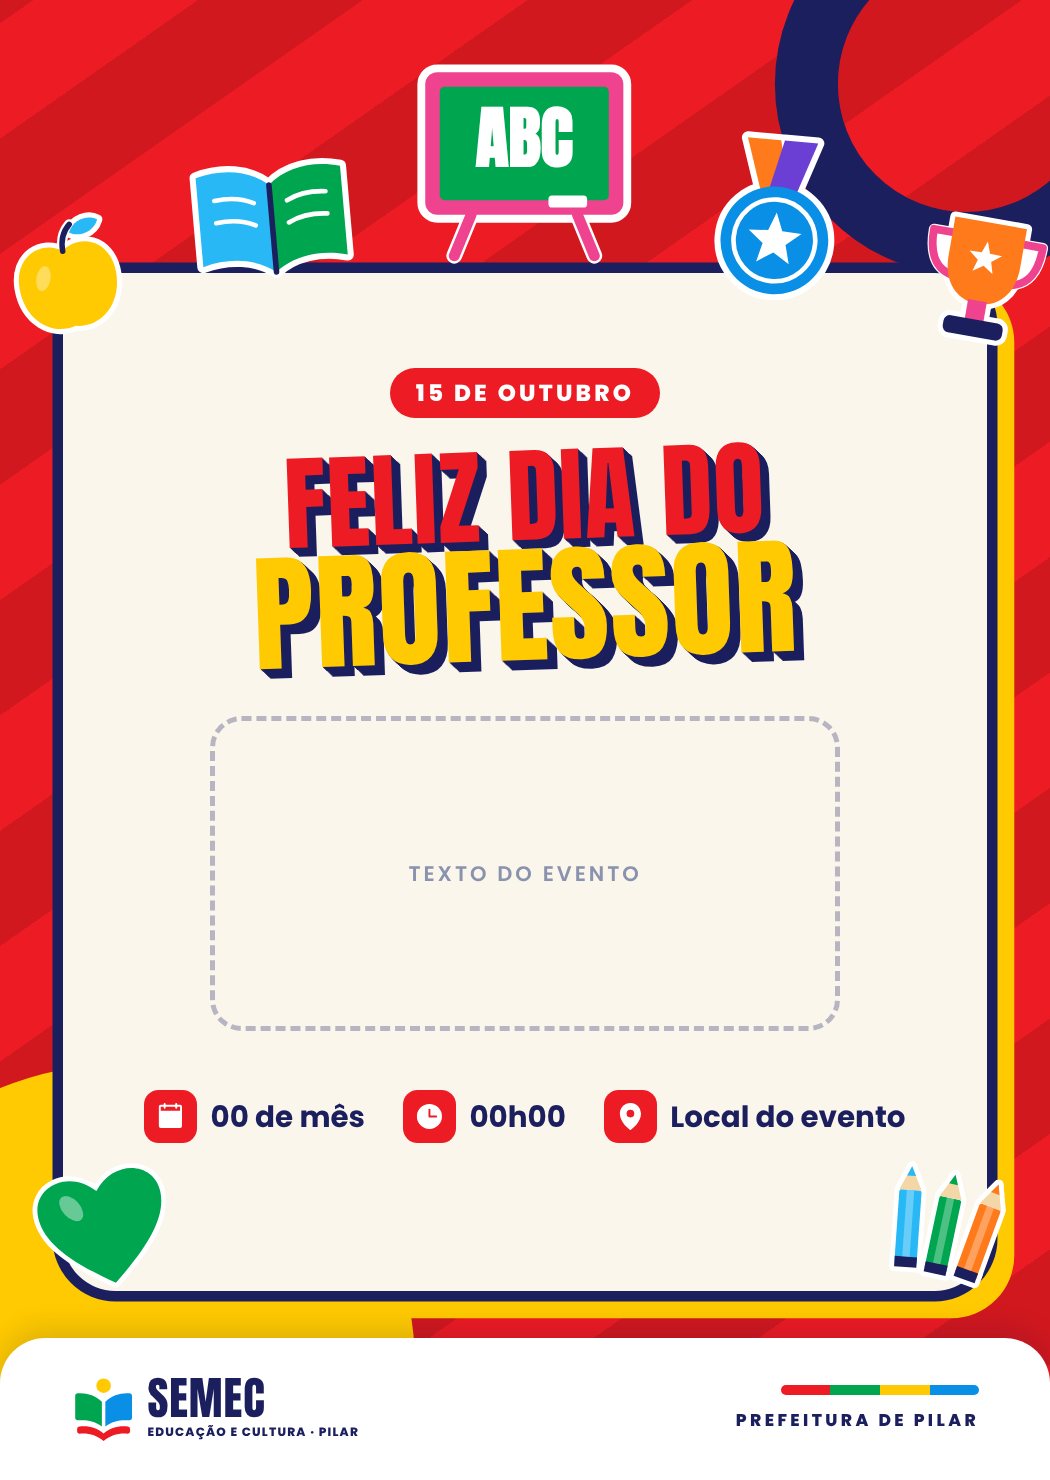 ABC
15 DE OUTUBRO
FELIZ DIA DO
PROFESSOR
TEXTO DO EVENTO
00 de mês
00h00
Local do evento
SEMEC
EDUCAÇÃO E CULTURA · PILAR
PREFEITURA DE PILAR